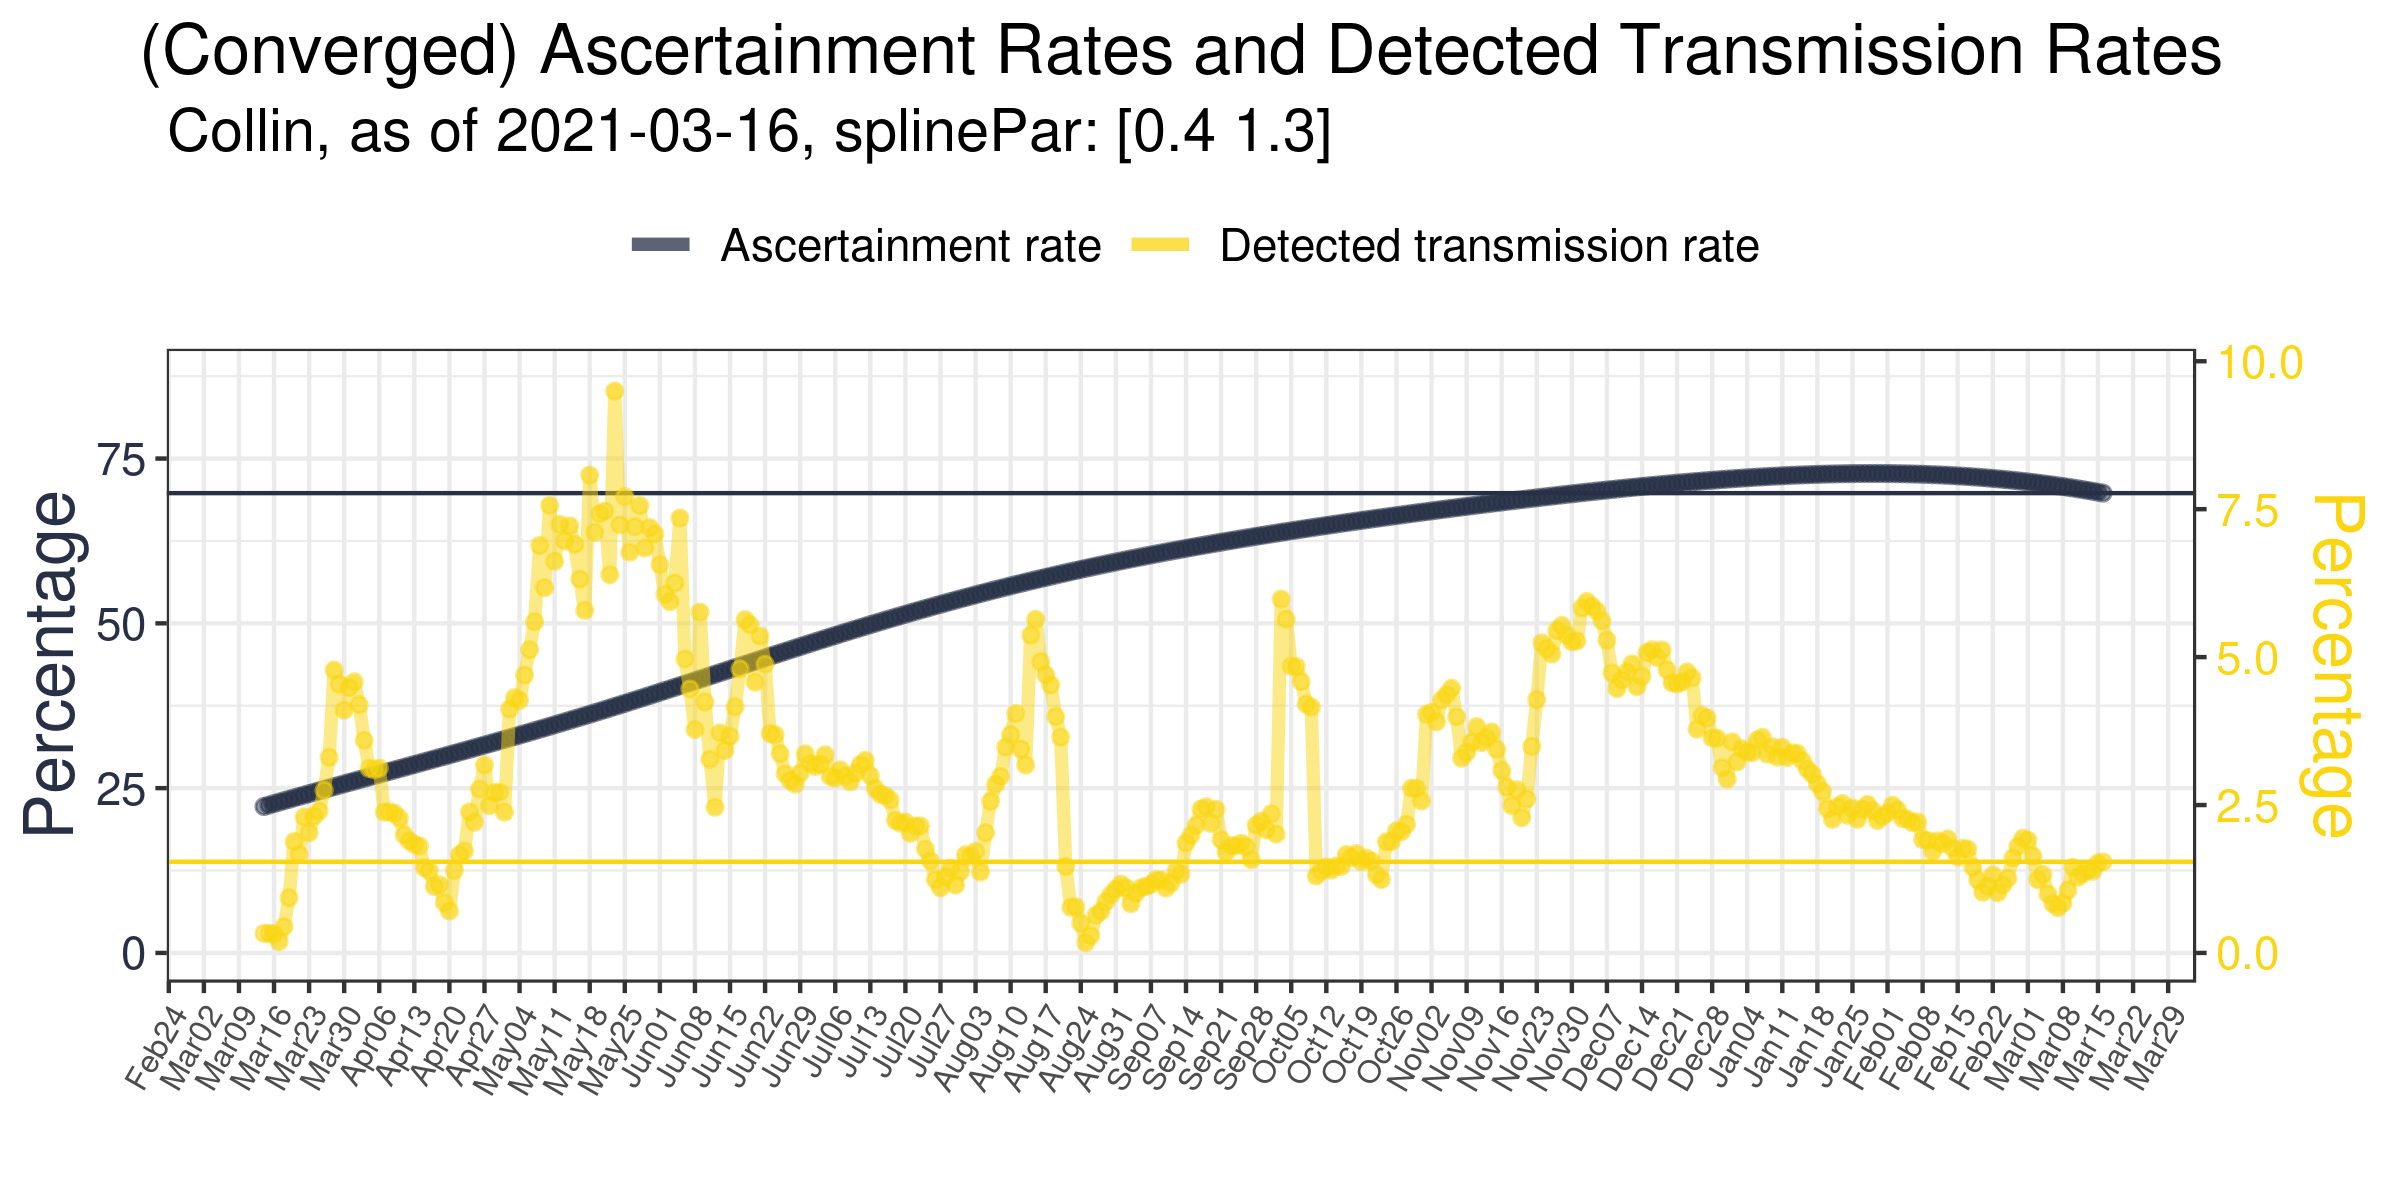 (Converged) Ascertainment Rates and Detected Transmission Rates
Collin, as of 2021-03-16, splinePar: [0.4 1.3]
Ascertainment rate Detected transmission rate
Percentage
75
50
25
0
10.0
7.5
5.0
2.5
0.0
Percentage
Feb24
Mar02
Mar09
Mar16
Mar23
Mar30
Apr06
Apr13
Apr20
Apr27
May04
May11
May18
May25
Jun01
Jun08
Jun15
Jun22
Jun29
Jul06
Jul13
Jul20
Jul27
Aug03
Aug10
Aug17
Aug24
Aug31
Sep07
Sep14
Sep21
Sep28
Oct05
Oct12
Oct19
Oct26
Nov02
Nov09
Nov16
Nov23
Nov30
Dec07
Dec14
Dec21
Dec28
Jan04
Jan11
Jan18
Jan25
Feb01
Feb08
Feb15
Feb22
Mar01
Mar08
Mar15
Mar22
Mar29